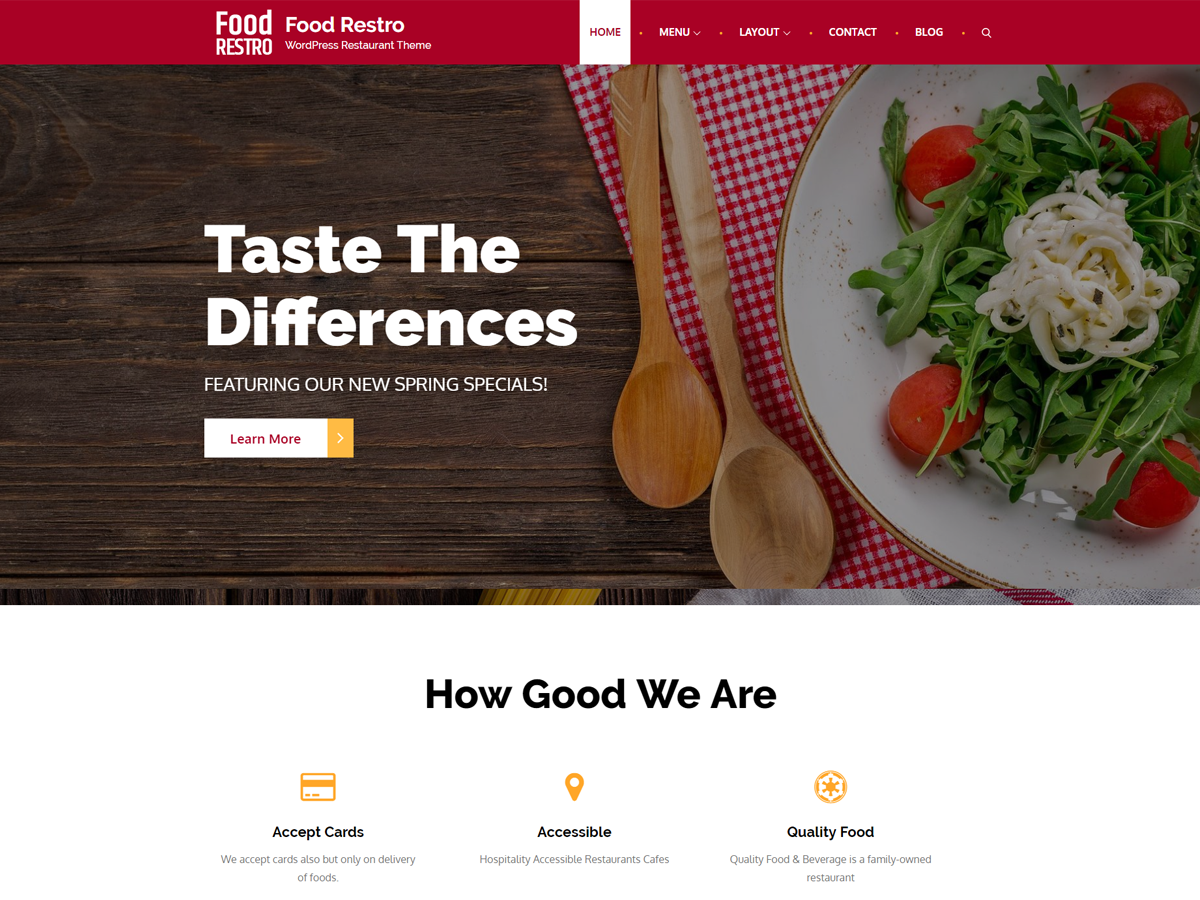 Food
RESTRO
Food Restro
WordPress Restaurant Theme
HOME
MENU
LAYOUT
CONTACT
BLOG
Taste The
Differences
FEATURING OUR NEW SPRING SPECIALS!
Learn More
How Good We Are
Accept Cards
We accept cards also but only on delivery
of foods.
Accessible
Hospitality Accessible Restaurants Cafes
Quality Food
Quality Food & Beverage is a family-owned
restaurant